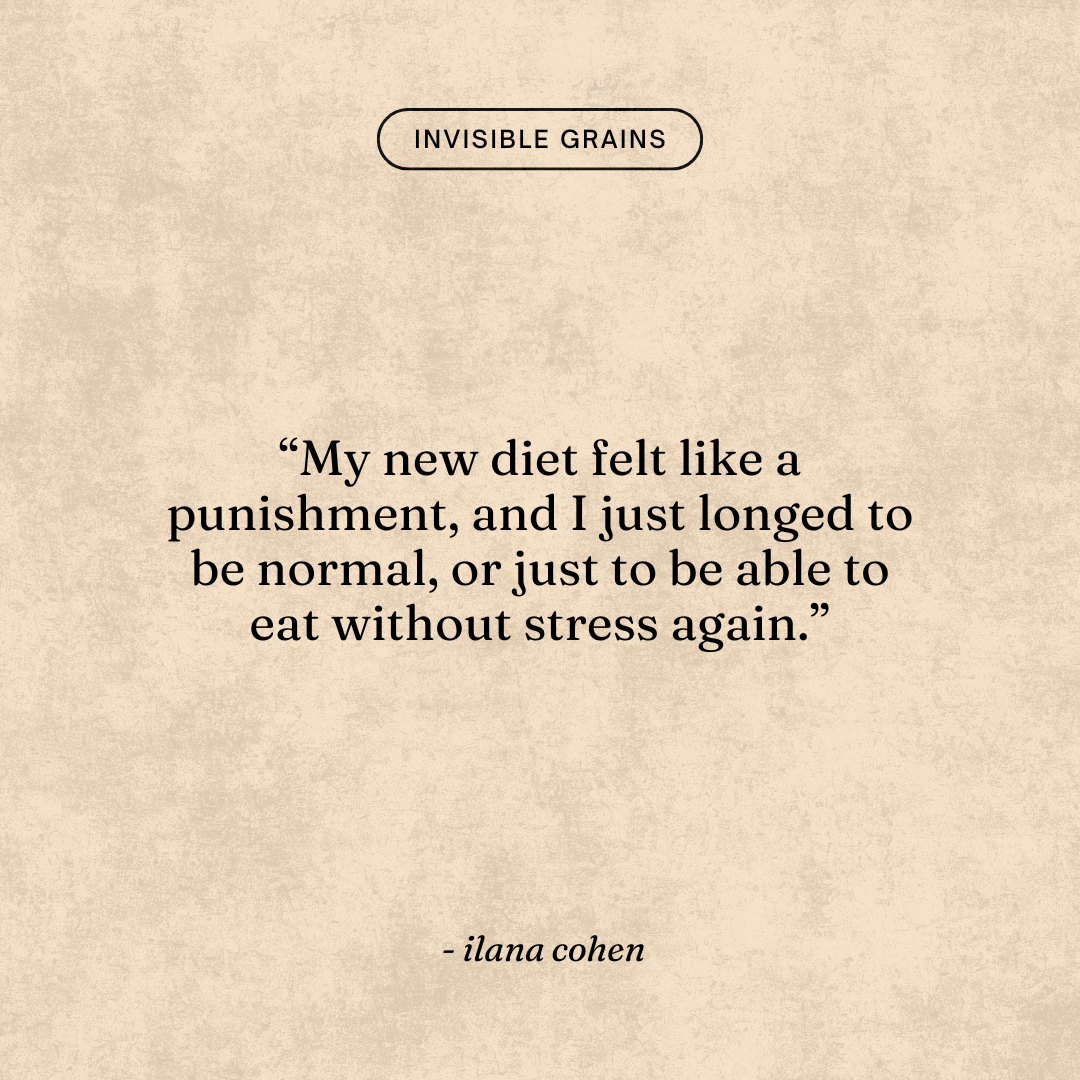 INVISIBLE GRAINS
“My new diet felt like a
punishment, and I just longed to
be normal, or just to be able to
eat without stress again.”
- ilana cohen